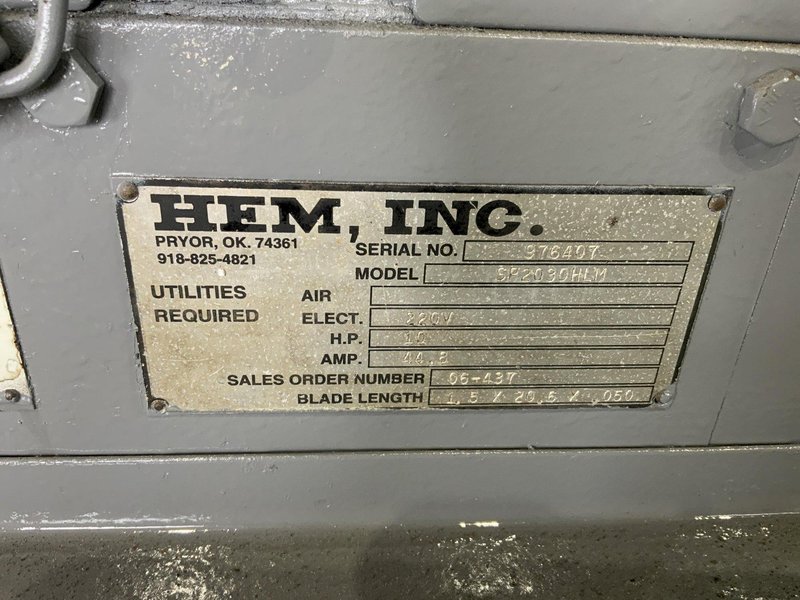 HEM, INC.
PRYOR, OK. 74361
918-825-4821
SERIAL NO. 976407
MODEL SP2030HLM
UTILITIES
REQUIRED
AIR
ELECT. 220V
H.P. 10
AMP. 44.8
SALES ORDER NUMBER 06-437
BLADE LENGTH 1.5 X 20.5 X .050